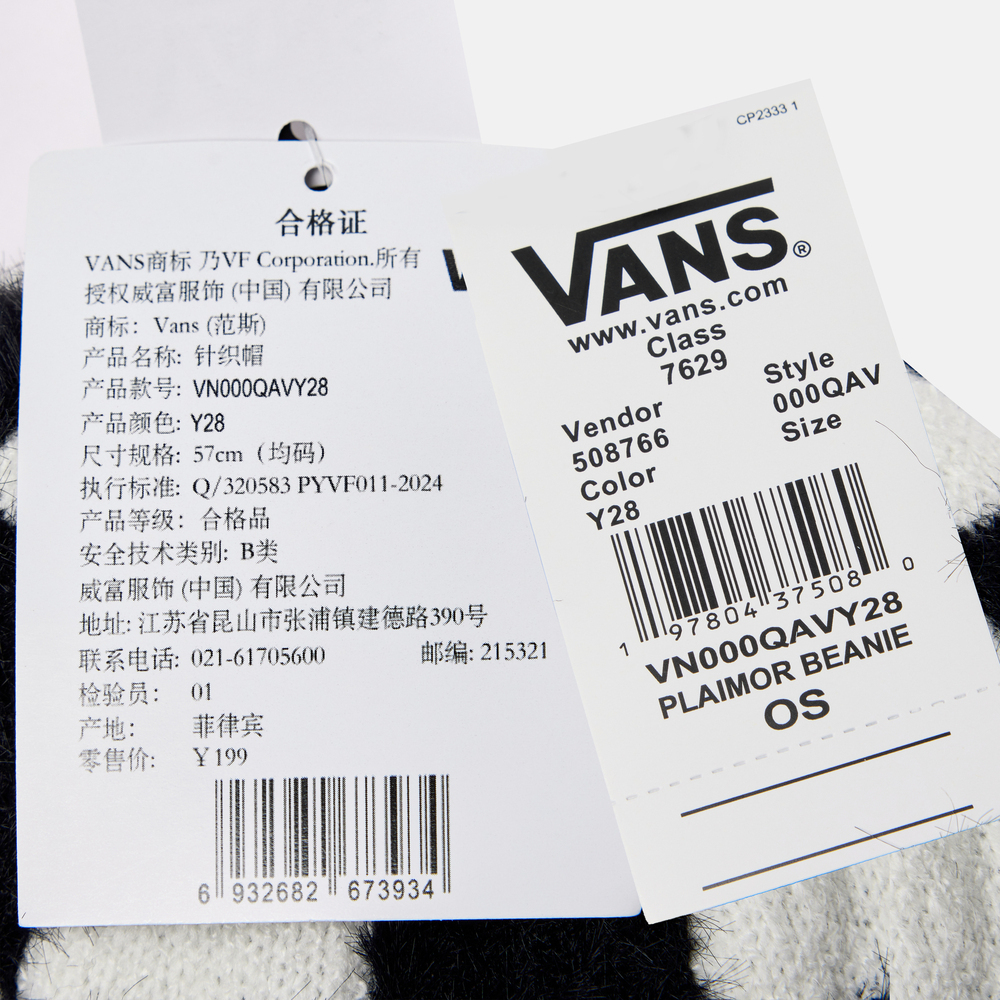 合格证
VANS商标 乃VF Corporation.所有
授权威富服饰 (中国) 有限公司
商标: Vans (范斯)
产品名称: 针织帽
产品款号: VN000QAVY28
产品颜色: Y28
尺寸规格: 57cm (均码)
执行标准: Q/320583 PYVF011-2024
产品等级: 合格品
安全技术类别: B类
威富服饰 (中国) 有限公司
地址: 江苏省昆山市张浦镇建德路390号
联系电话: 021-61705600 邮编: 215321
检验员: 01
产地: 菲律宾
零售价: ¥199
6 932682 673934
CP2333 1
VANS®
www.vans.com
Class
7629
Vendor Style
508766 000QAV
Color Size
Y28
1 97804 37508 0
VN000QAVY28
PLAIMOR BEANIE
OS